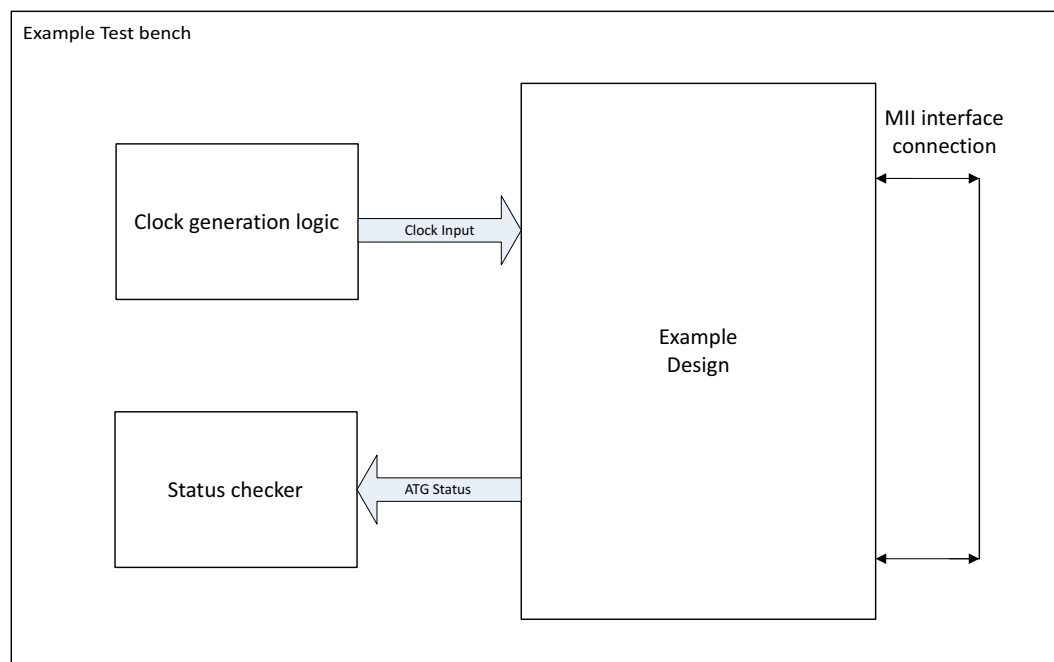 Example Test bench
MII interface
connection
Clock generation logic
Clock Input
Example
Design
Status checker
ATG Status